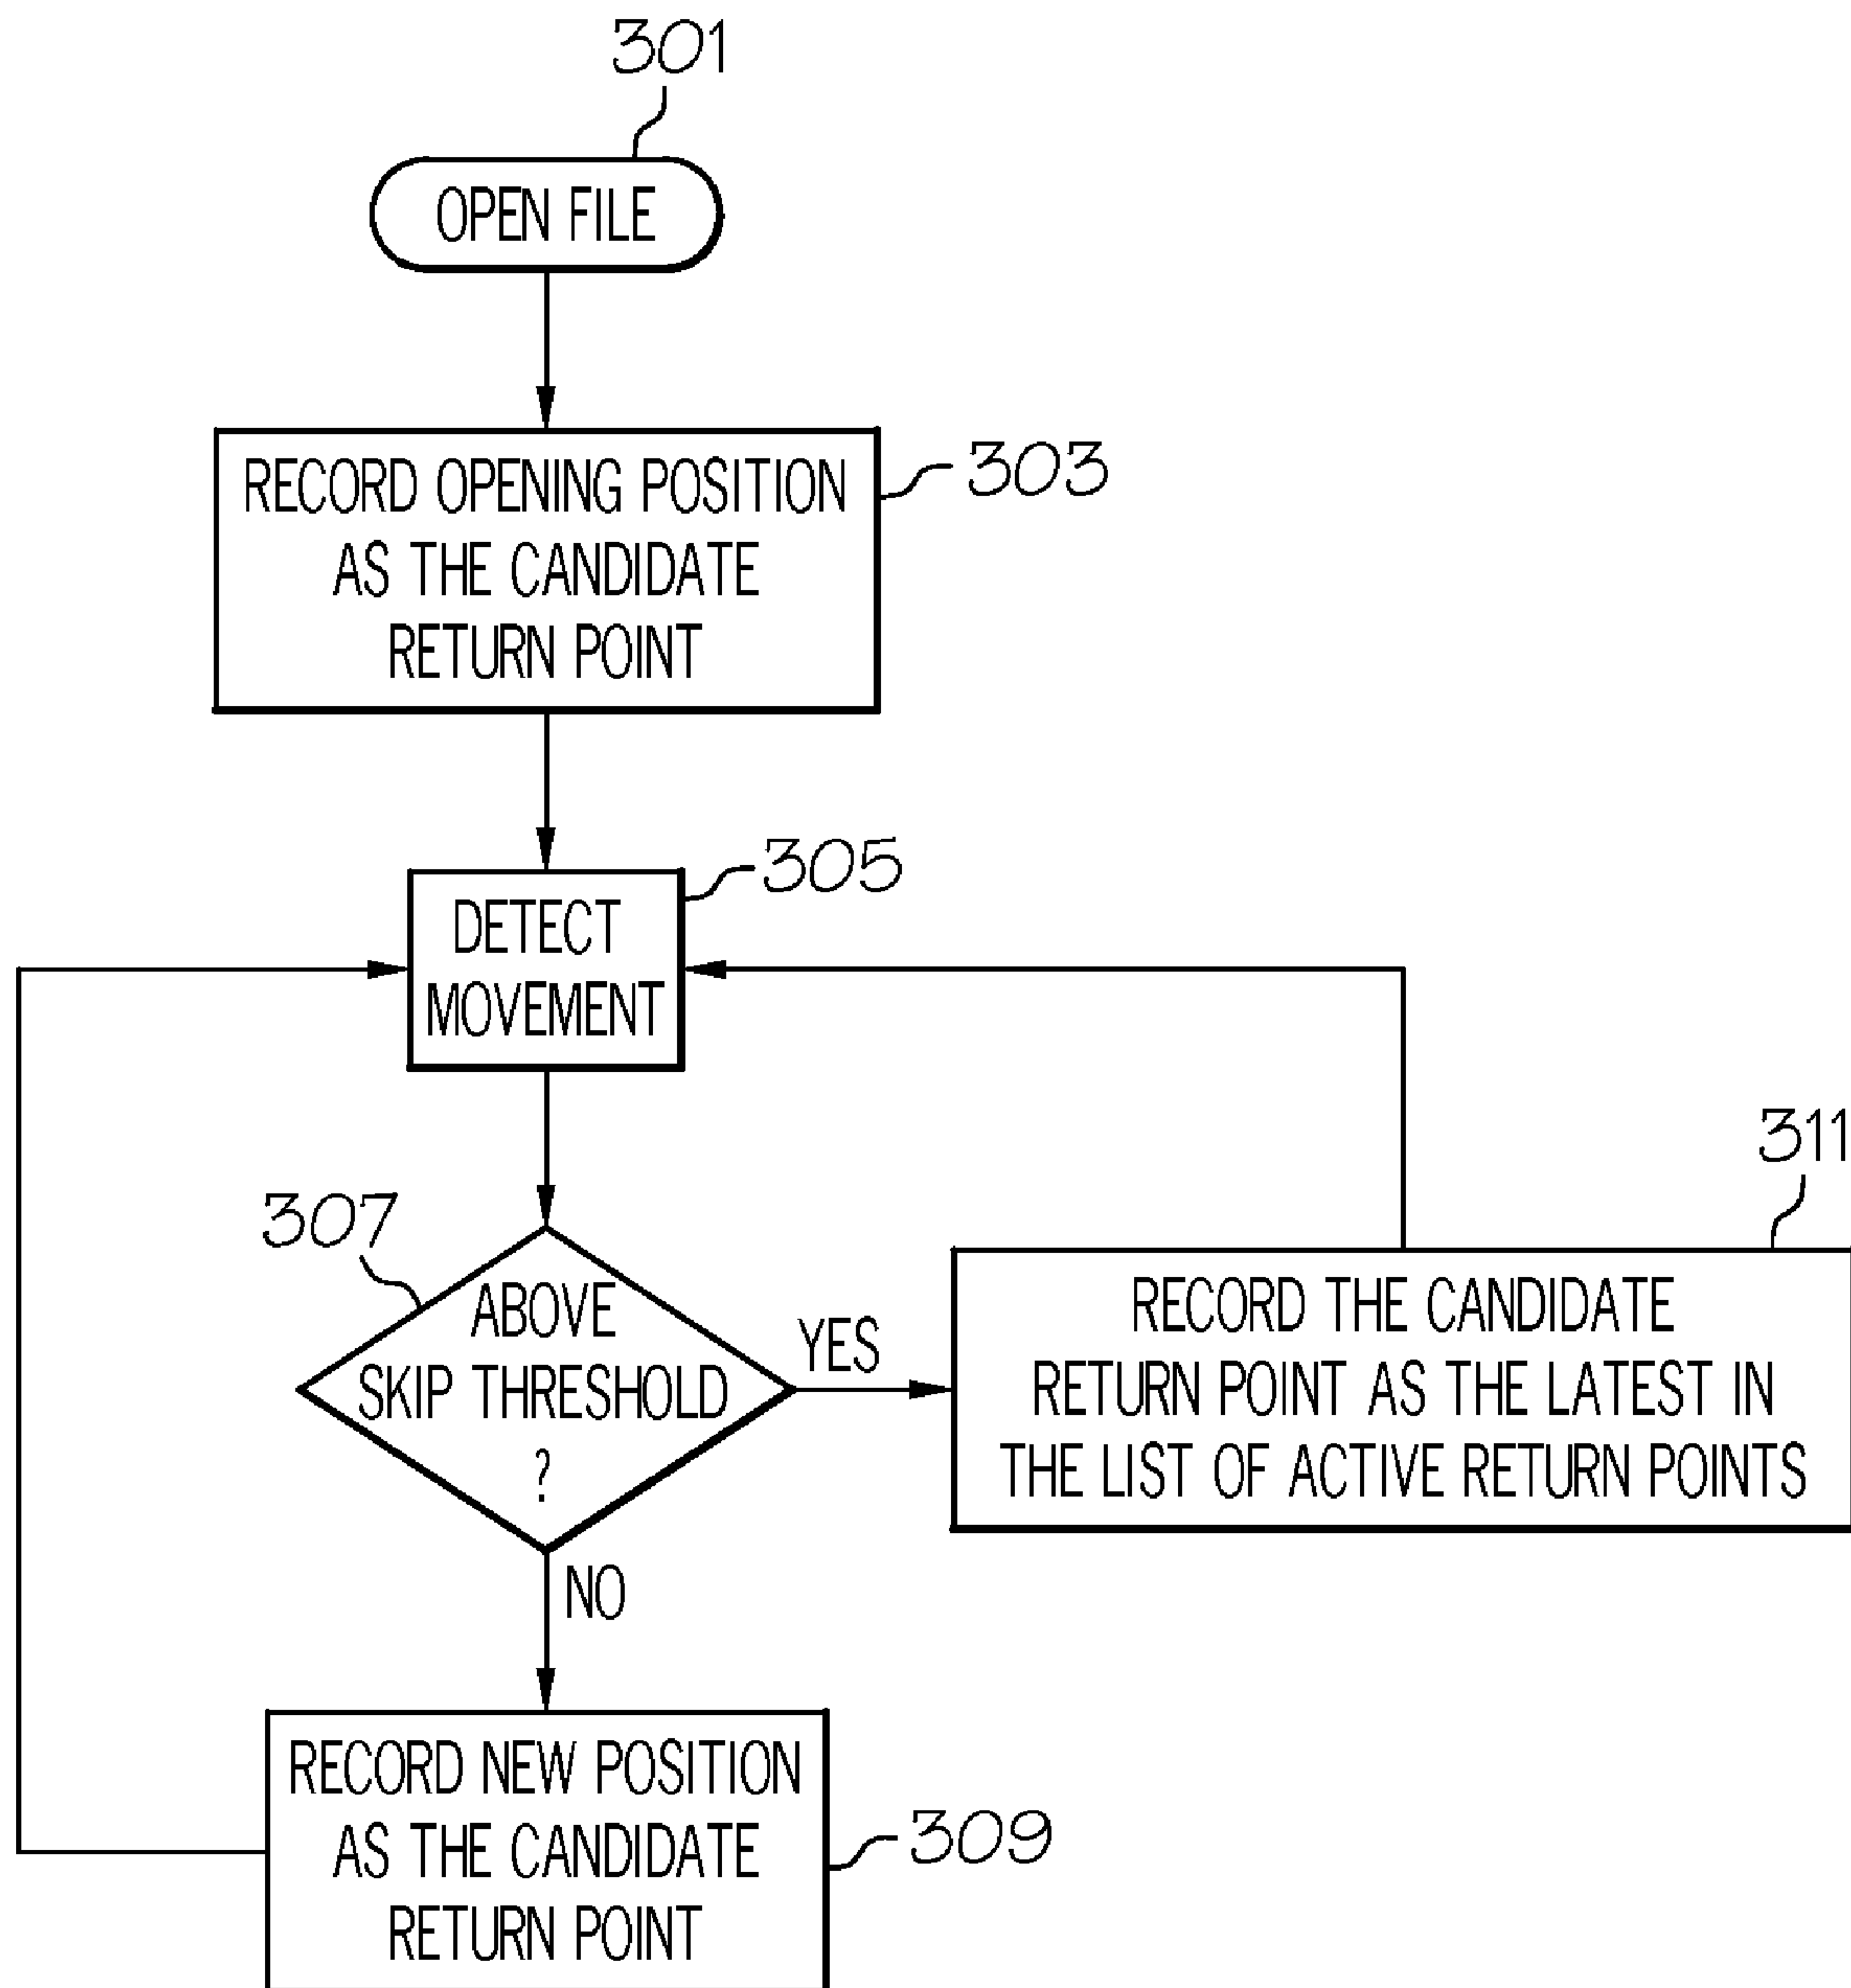 301
OPEN FILE
RECORD OPENING POSITION
AS THE CANDIDATE
RETURN POINT
303
305
DETECT
MOVEMENT
307
ABOVE
SKIP THRESHOLD
?
YES
311
RECORD THE CANDIDATE
RETURN POINT AS THE LATEST IN
THE LIST OF ACTIVE RETURN POINTS
NO
RECORD NEW POSITION
AS THE CANDIDATE
RETURN POINT
309